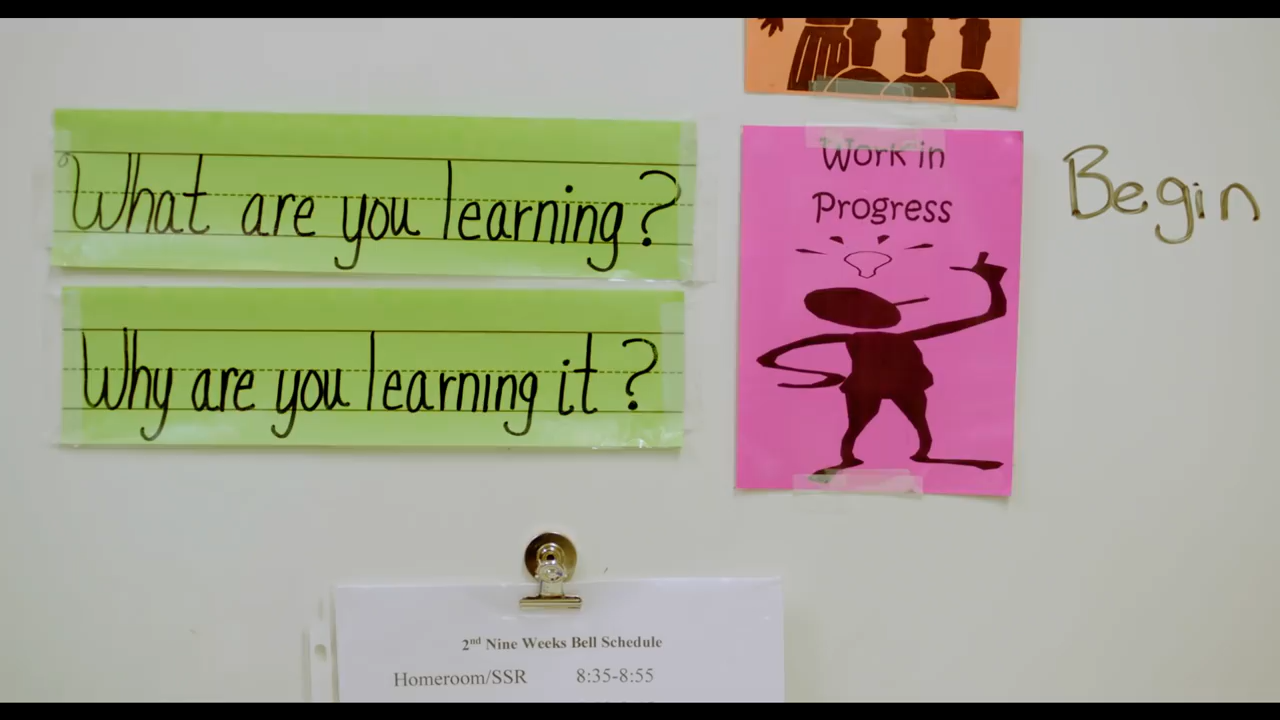 What are you learning?
Why are you learning it?
Work in
Progress
Begin
2nd Nine Weeks Bell Schedule
Homeroom/SSR 8:35-8:55